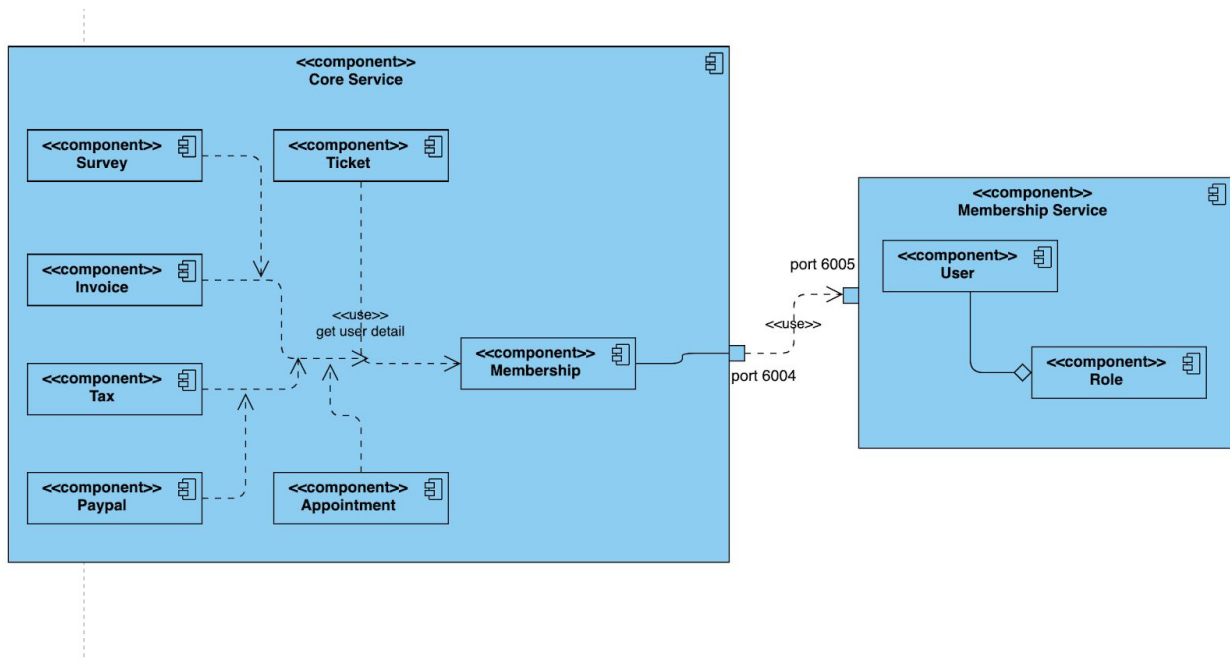 <<component>>
Core Service
<<component>>
Survey
<<component>>
Ticket
<<component>>
Invoice
<<use>>
get user detail
<<component>>
Membership
<<component>>
Tax
<<component>>
Paypal
<<component>>
Appointment
port 6004
<<use>>
port 6005
<<component>>
Membership Service
<<component>>
User
<<component>>
Role